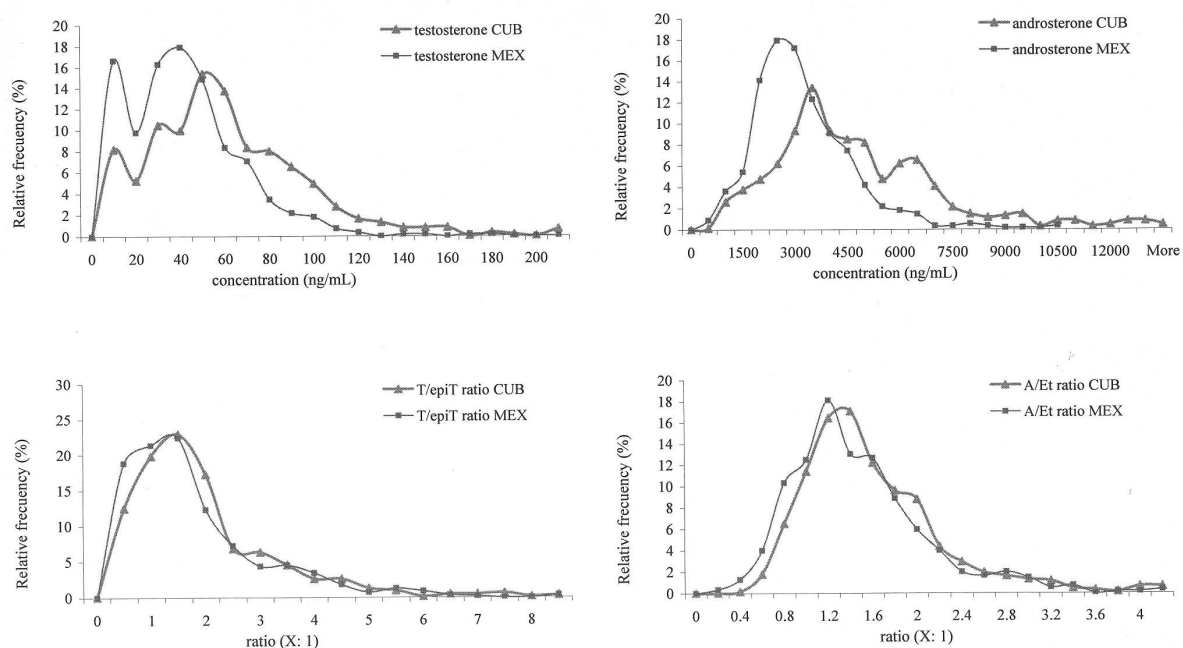 testosterone CUB
testosterone MEX
Relative frecuency (%)
20
18
16
14
12
10
8
6
4
2
0
0 20 40 60 80 100 120 140 160 180 200
concentration (ng/mL)
androsterone CUB
androsterone MEX
Relative frecuency (%)
20
18
16
14
12
10
8
6
4
2
0
0 1500 3000 4500 6000 7500 9000 10500 12000 More
concentration (ng/mL)
T/epiT ratio CUB
T/epiT ratio MEX
Relative frecuency (%)
30
25
20
15
10
5
0
0 1 2 3 4 5 6 7 8
ratio (X: 1)
A/Et ratio CUB
A/Et ratio MEX
Relative frecuency (%)
20
18
16
14
12
10
8
6
4
2
0
0 0.4 0.8 1.2 1.6 2 2.4 2.8 3.2 3.6 4
ratio (X: 1)